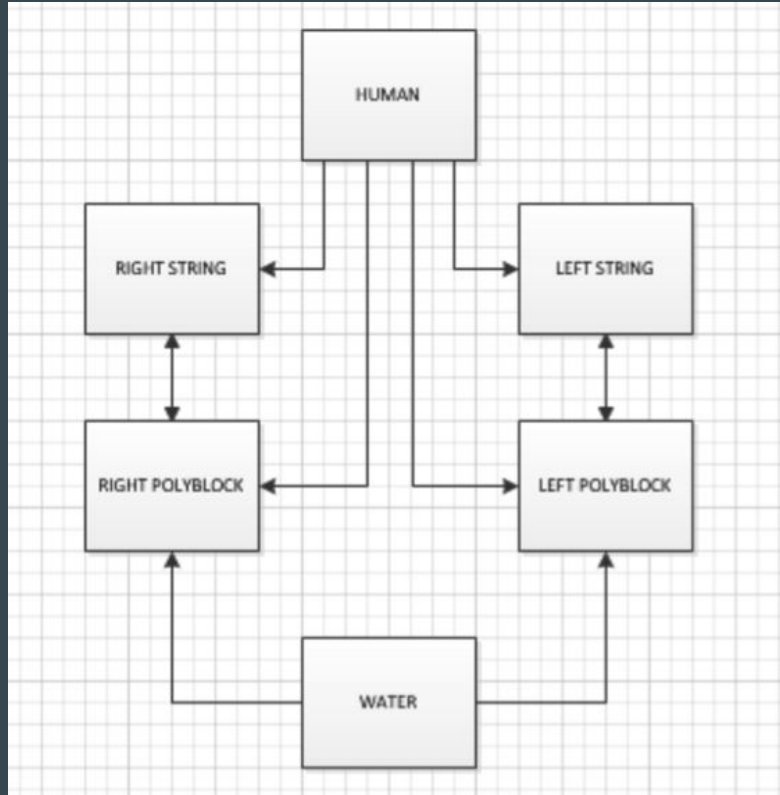 HUMAN
RIGHT STRING
LEFT STRING
RIGHT POLYBLOCK
LEFT POLYBLOCK
WATER